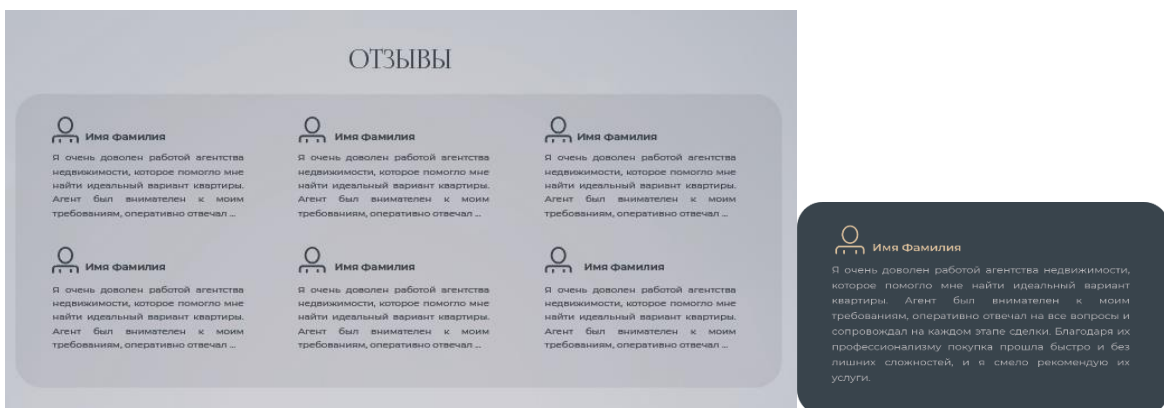 ОТЗЫВЫ
Имя Фамилия
Я очень доволен работой агентства
недвижимости, которое помогло мне
найти идеальный вариант квартиры.
Агент был внимателен к моим
требованиям, оперативно отвечал ...
Имя Фамилия
Я очень доволен работой агентства
недвижимости, которое помогло мне
найти идеальный вариант квартиры.
Агент был внимателен к моим
требованиям, оперативно отвечал ...
Имя Фамилия
Я очень доволен работой агентства
недвижимости, которое помогло мне
найти идеальный вариант квартиры.
Агент был внимателен к моим
требованиям, оперативно отвечал ...
Имя Фамилия
Я очень доволен работой агентства
недвижимости, которое помогло мне
найти идеальный вариант квартиры.
Агент был внимателен к моим
требованиям, оперативно отвечал ...
Имя Фамилия
Я очень доволен работой агентства
недвижимости, которое помогло мне
найти идеальный вариант квартиры.
Агент был внимателен к моим
требованиям, оперативно отвечал ...
Имя Фамилия
Я очень доволен работой агентства
недвижимости, которое помогло мне
найти идеальный вариант квартиры.
Агент был внимателен к моим
требованиям, оперативно отвечал ...
Имя Фамилия
Я очень доволен работой агентства недвижимости,
которое помогло мне найти идеальный вариант
квартиры. Агент был внимателен к моим
требованиям, оперативно отвечал на все вопросы и
сопровождал на каждом этапе сделки. Благодаря их
профессионализму покупка прошла быстро и без
лишних сложностей, и я смело рекомендую их
услуги.